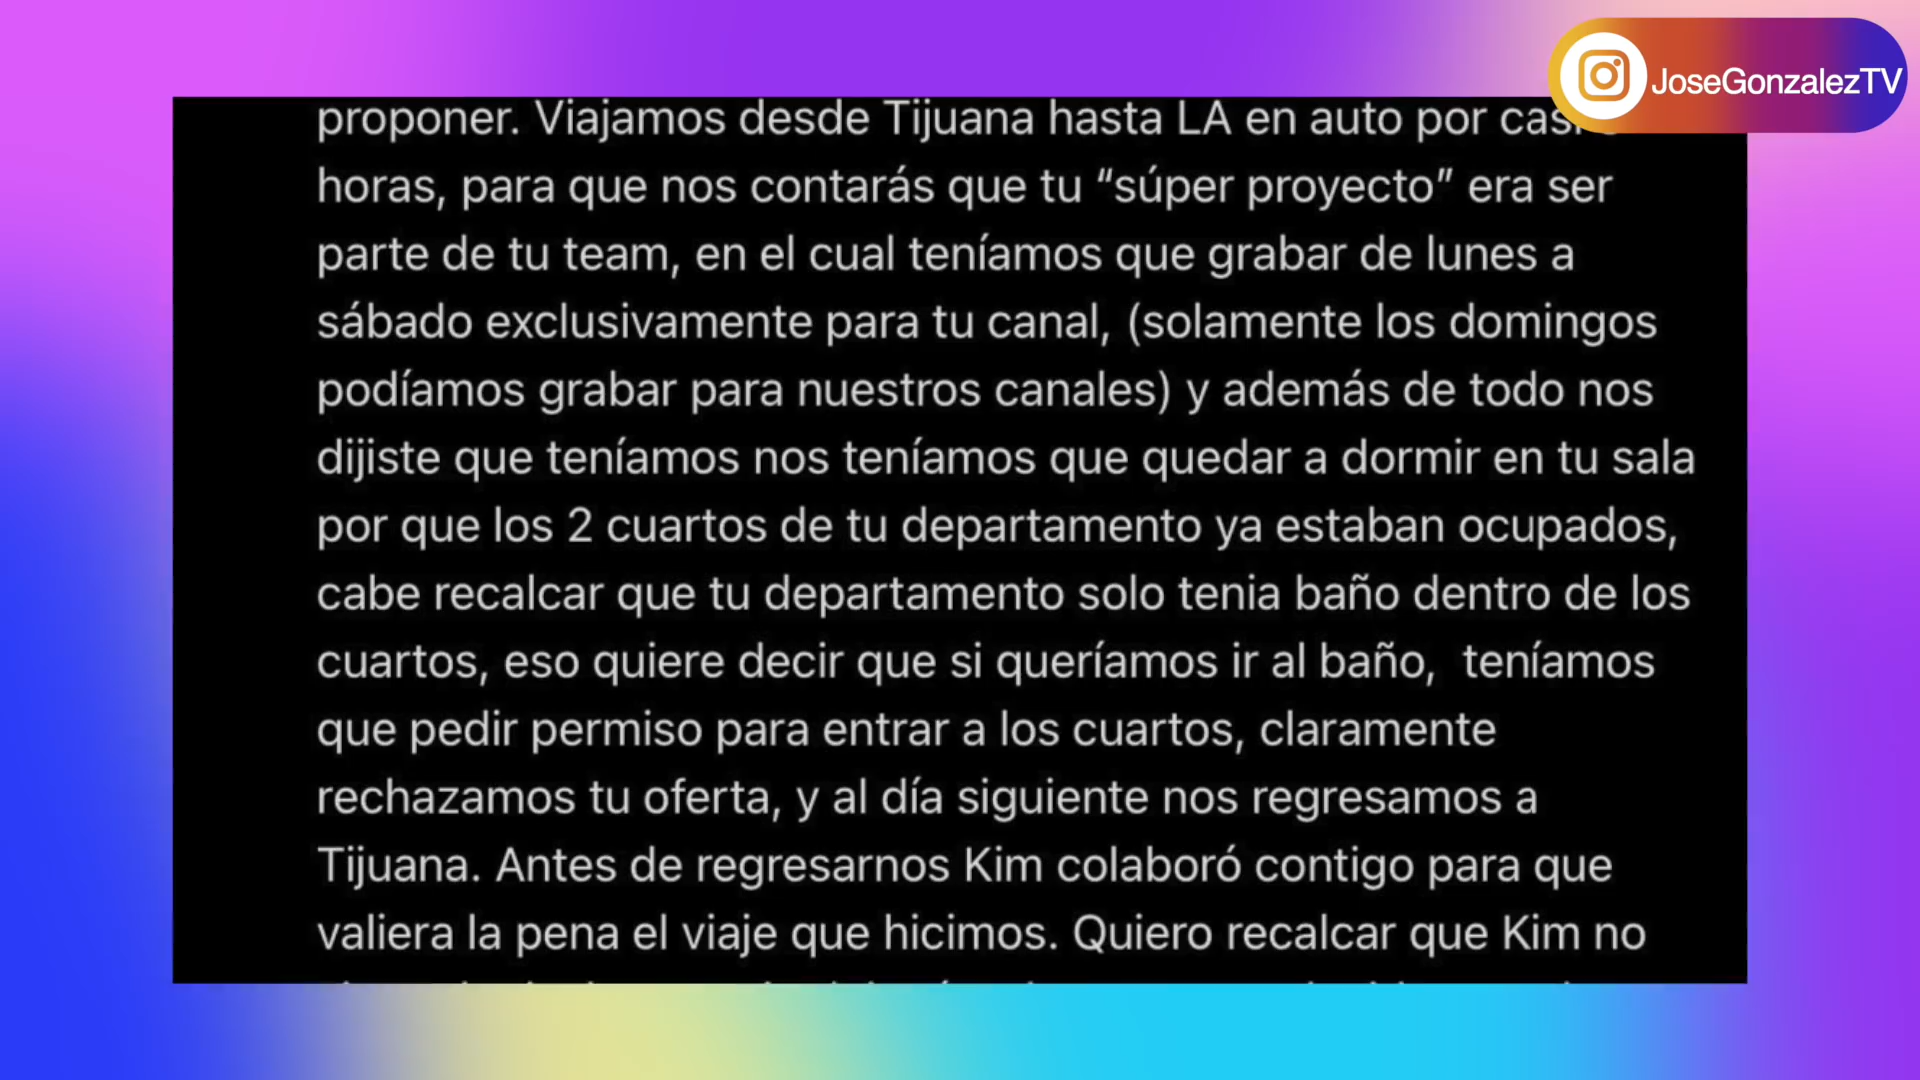 JoseGonzalezTV
proponer. Viajamos desde Tijuana hasta LA en auto por casi
horas, para que nos contarás que tu “súper proyecto” era ser
parte de tu team, en el cual teníamos que grabar de lunes a
sábado exclusivamente para tu canal, (solamente los domingos
podíamos grabar para nuestros canales) y además de todo nos
dijiste que teníamos nos teníamos que quedar a dormir en tu sala
por que los 2 cuartos de tu departamento ya estaban ocupados,
cabe recalcar que tu departamento solo tenia baño dentro de los
cuartos, eso quiere decir que si queríamos ir al baño,  teníamos
que pedir permiso para entrar a los cuartos, claramente
rechazamos tu oferta, y al día siguiente nos regresamos a
Tijuana. Antes de regresarnos Kim colaboró contigo para que
valiera la pena el viaje que hicimos. Quiero recalcar que Kim no